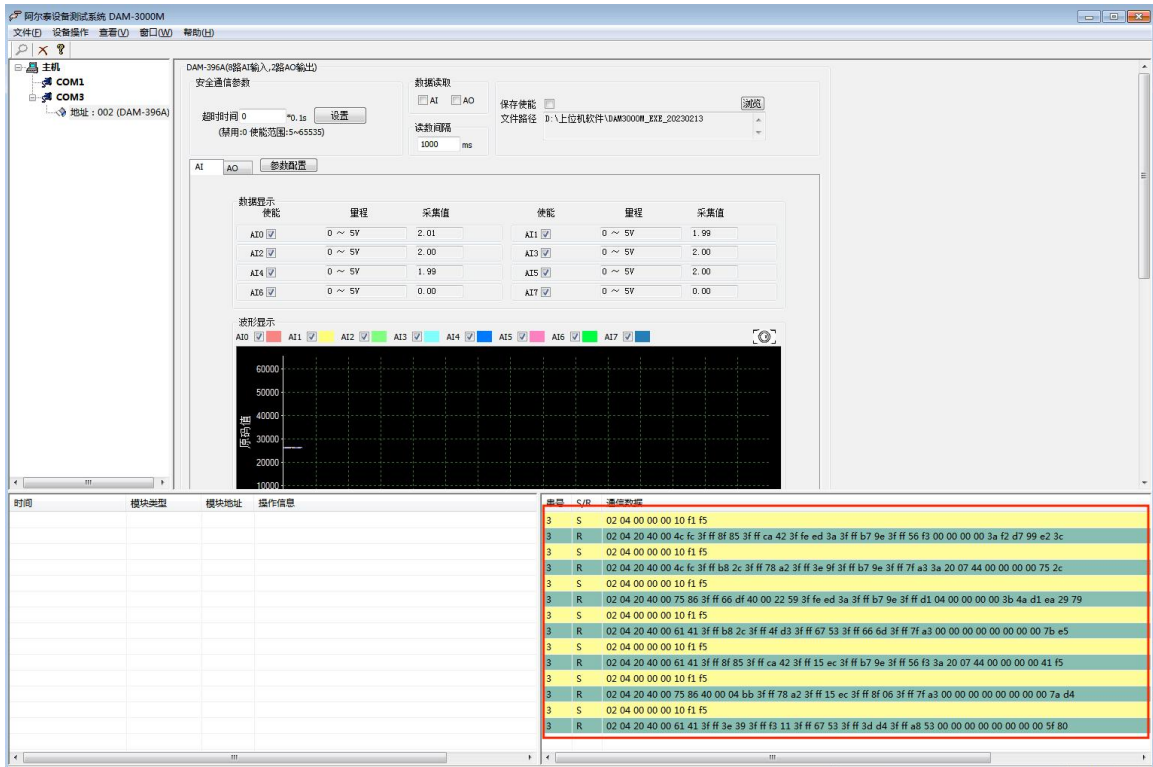 阿尔泰设备测试系统 DAM-3000M
文件(F) 设备操作 查看(V) 窗口(W) 帮助(H)
主机
COM1
COM3
地址：002 (DAM-396A)
DAM-396A(8路AI输入,2路AO输出)
安全通信参数
超时时间 0 *0.1s 设置
(禁用:0 使能范围:5~65535)
数据读取
AI AO
读数间隔
1000 ms
保存使能 浏览
文件路径 D:\上位机软件\DAM3000M_EXE_20230213
AI AO 参数配置
数据显示
使能 量程 采集值 使能 量程 采集值
AI0 0 ~ 5V 2.01 AI1 0 ~ 5V 1.99
AI2 0 ~ 5V 2.00 AI3 0 ~ 5V 2.00
AI4 0 ~ 5V 1.99 AI5 0 ~ 5V 2.00
AI6 0 ~ 5V 0.00 AI7 0 ~ 5V 0.00
波形显示
AI0 AI1 AI2 AI3 AI4 AI5 AI6 AI7
60000
50000
40000
30000
20000
10000
原码值
时间 模块类型 模块地址 操作信息
串号 S/R 通信数据
3 S 02 04 00 00 00 10 f1 f5
3 R 02 04 20 40 00 4c fc 3f ff 8f 85 3f ff ca 42 3f fe ed 3a 3f ff b7 9e 3f ff 56 f3 00 00 00 00 3a f2 d7 99 e2 3c
3 S 02 04 00 00 00 10 f1 f5
3 R 02 04 20 40 00 4c fc 3f ff b8 2c 3f ff 78 a2 3f ff 3e 9f 3f ff b7 9e 3f ff 7f a3 3a 20 07 44 00 00 00 00 75 2c
3 S 02 04 00 00 00 10 f1 f5
3 R 02 04 20 40 00 75 86 3f ff 66 df 40 00 22 59 3f fe ed 3a 3f ff b7 9e 3f ff d1 04 00 00 00 00 3b 4a d1 ea 29 79
3 S 02 04 00 00 00 10 f1 f5
3 R 02 04 20 40 00 61 41 3f ff b8 2c 3f ff 4f d3 3f ff 67 53 3f ff 66 6d 3f ff 7f a3 00 00 00 00 00 00 00 00 7b e5
3 S 02 04 00 00 00 10 f1 f5
3 R 02 04 20 40 00 61 41 3f ff 8f 85 3f ff ca 42 3f ff 15 ec 3f ff b7 9e 3f ff 56 f3 3a 20 07 44 00 00 00 00 41 f5
3 S 02 04 00 00 00 10 f1 f5
3 R 02 04 20 40 00 75 86 40 00 04 bb 3f ff 78 a2 3f ff 15 ec 3f ff 8f 06 3f ff 7f a3 00 00 00 00 00 00 00 00 7a d4
3 S 02 04 00 00 00 10 f1 f5
3 R 02 04 20 40 00 61 41 3f ff 3e 39 3f ff f3 11 3f ff 67 53 3f ff 3d d4 3f ff a8 53 00 00 00 00 00 00 00 00 5f 80